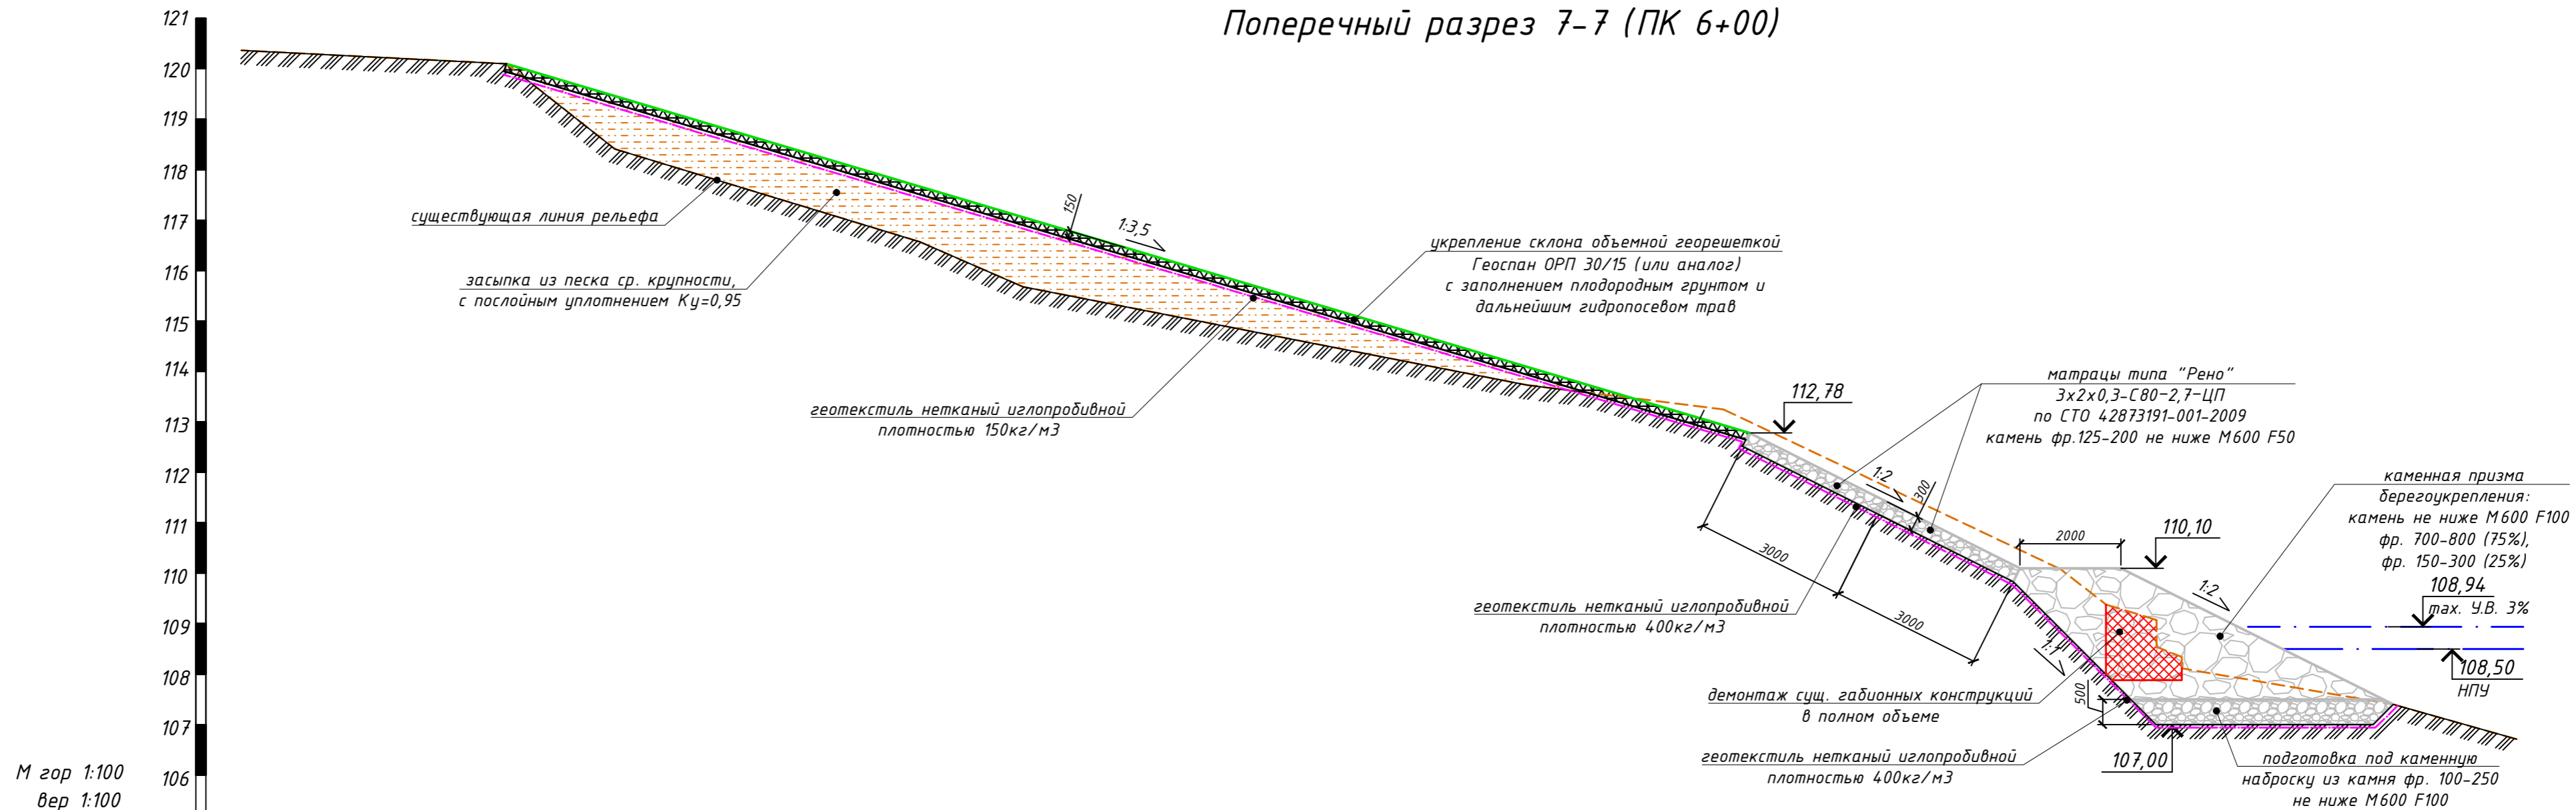 Поперечный разрез 7-7 (ПК 6+00)
121
120
119
118
117
116
115
114
113
112
111
110
109
108
107
106
М гор 1:100
вер 1:100
существующая линия рельефа
засыпка из песка ср. крупности,
с послойным уплотнением Ку=0,95
150
1:3,5
укрепление склона объемной георешеткой
Геоспан ОРП 30/15 (или аналог)
с заполнением плодородным грунтом и
дальнейшим гидропосевом трав
геотекстиль нетканый иглопробивной
плотностью 150кг/м3
112,78
матрацы типа "Рено"
3х2х0,3-С80-2,7-ЦП
по СТО 42873191-001-2009
камень фр.125-200 не ниже М600 F50
1:2
300
3000
3000
2000
110,10
каменная призма
берегоукрепления:
камень не ниже М600 F100
фр. 700-800 (75%),
фр. 150-300 (25%)
1:2
108,94
max. У.В. 3%
108,50
НПУ
геотекстиль нетканый иглопробивной
плотностью 400кг/м3
1:1
демонтаж сущ. габионных конструкций
в полном объеме
500
геотекстиль нетканый иглопробивной
плотностью 400кг/м3
107,00
подготовка под каменную
наброску из камня фр. 100-250
не ниже М600 F100